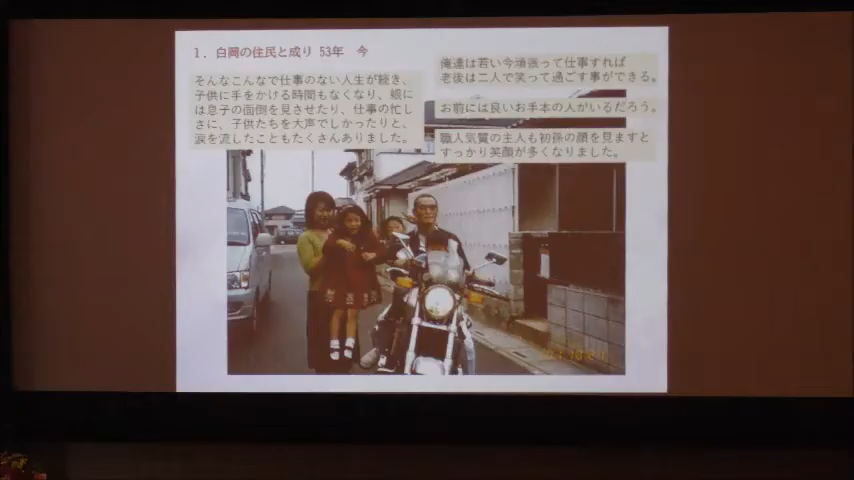 1．白岡の住民と成り 53年　今
そんなこんなで仕事のない人生が続き、
子供に手をかける時間もなくなり、娘に
は息子の面倒を見させたり、仕事の忙し
さに、子供たちを大声でしかったりと、
涙を流したこともたくさんありました。
俺達は若い今頑張って仕事すれば
老後は二人で笑って過ごす事ができる。
お前には良いお手本の人がいるだろう。
職人気質の主人も初孫の顔を見ますと
すっかり笑顔が多くなりました。